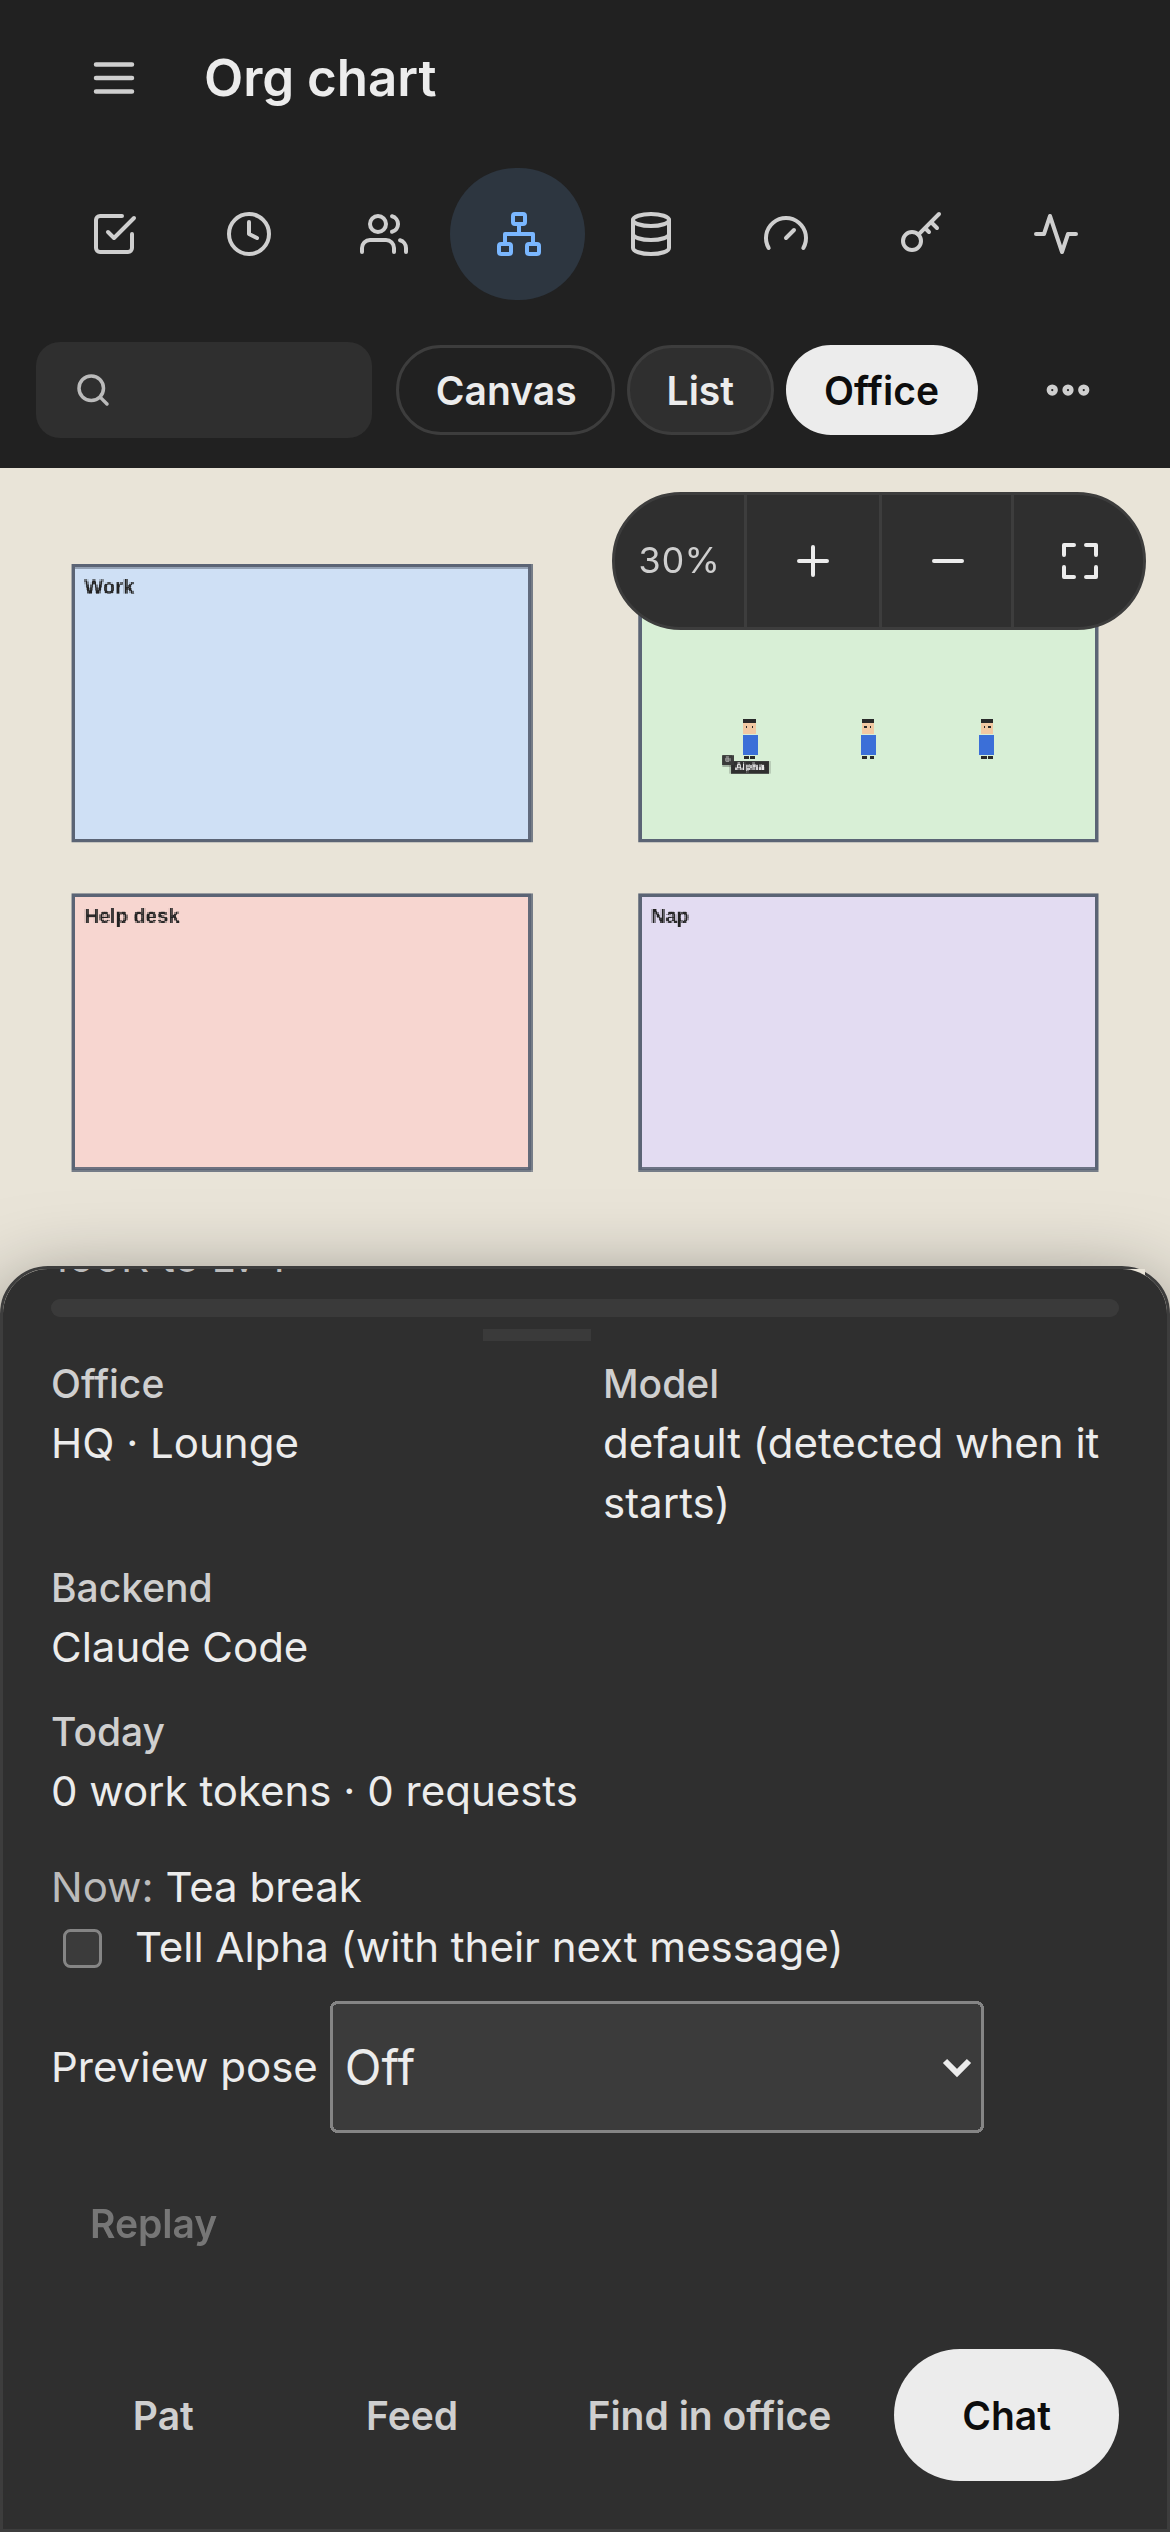 Org chart
Canvas
List
Office
30%
Work
Alpha
Help desk
Nap
Office
HQ · Lounge
Model
default (detected when it
starts)
Backend
Claude Code
Today
0 work tokens · 0 requests
Now: Tea break
Tell Alpha (with their next message)
Preview pose
Off
Replay
Pat
Feed
Find in office
Chat